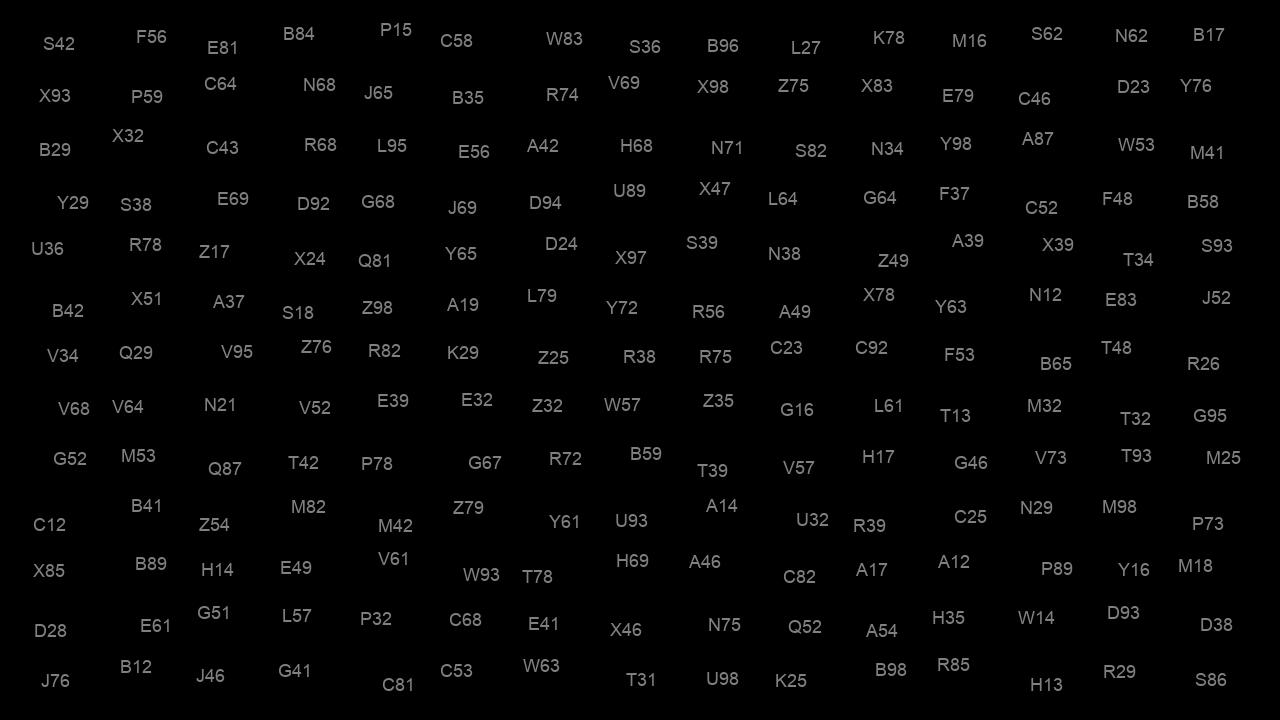 S42 F56 E81 B84 P15 C58 W83 S36 B96 L27 K78 M16 S62 N62 B17
X93 P59 C64 N68 J65 B35 R74 V69 X98 Z75 X83 E79 C46 D23 Y76
B29 X32 C43 R68 L95 E56 A42 H68 N71 S82 N34 Y98 A87 W53 M41
Y29 S38 E69 D92 G68 J69 D94 U89 X47 L64 G64 F37 C52 F48 B58
U36 R78 Z17 X24 Q81 Y65 D24 X97 S39 N38 Z49 A39 X39 T34 S93
B42 X51 A37 S18 Z98 A19 L79 Y72 R56 A49 X78 Y63 N12 E83 J52
V34 Q29 V95 Z76 R82 K29 Z25 R38 R75 C23 C92 F53 B65 T48 R26
V68 V64 N21 V52 E39 E32 Z32 W57 Z35 G16 L61 T13 M32 T32 G95
G52 M53 Q87 T42 P78 G67 R72 B59 T39 V57 H17 G46 V73 T93 M25
C12 B41 Z54 M82 M42 Z79 Y61 U93 A14 U32 R39 C25 N29 M98 P73
X85 B89 H14 E49 V61 W93 T78 H69 A46 C82 A17 A12 P89 Y16 M18
D28 E61 G51 L57 P32 C68 E41 X46 N75 Q52 A54 H35 W14 D93 D38
J76 B12 J46 G41 C81 C53 W63 T31 U98 K25 B98 R85 H13 R29 S86